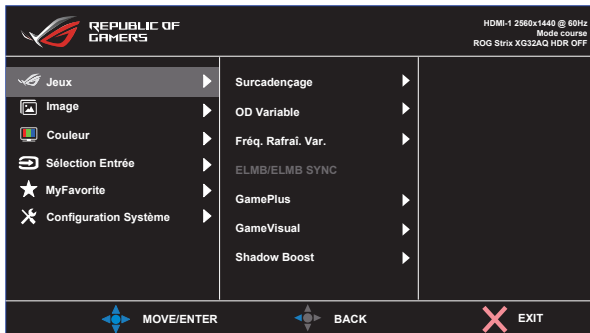 REPUBLIC OF
GAMERS
HDMI-1 2560x1440 @ 60Hz
Mode course
ROG Strix XG32AQ HDR OFF
Jeux
Image
Couleur
Sélection Entrée
MyFavorite
Configuration Système
Surcadençage
OD Variable
Fréq. Rafraî. Var.
ELMB/ELMB SYNC
GamePlus
GameVisual
Shadow Boost
MOVE/ENTER
BACK
EXIT